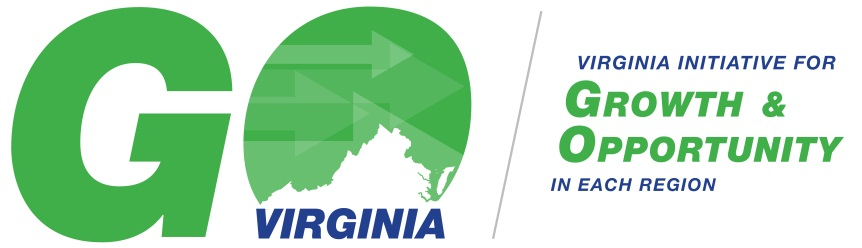 GO
VIRGINIA
VIRGINIA INITIATIVE FOR
GROWTH &
OPPORTUNITY
IN EACH REGION